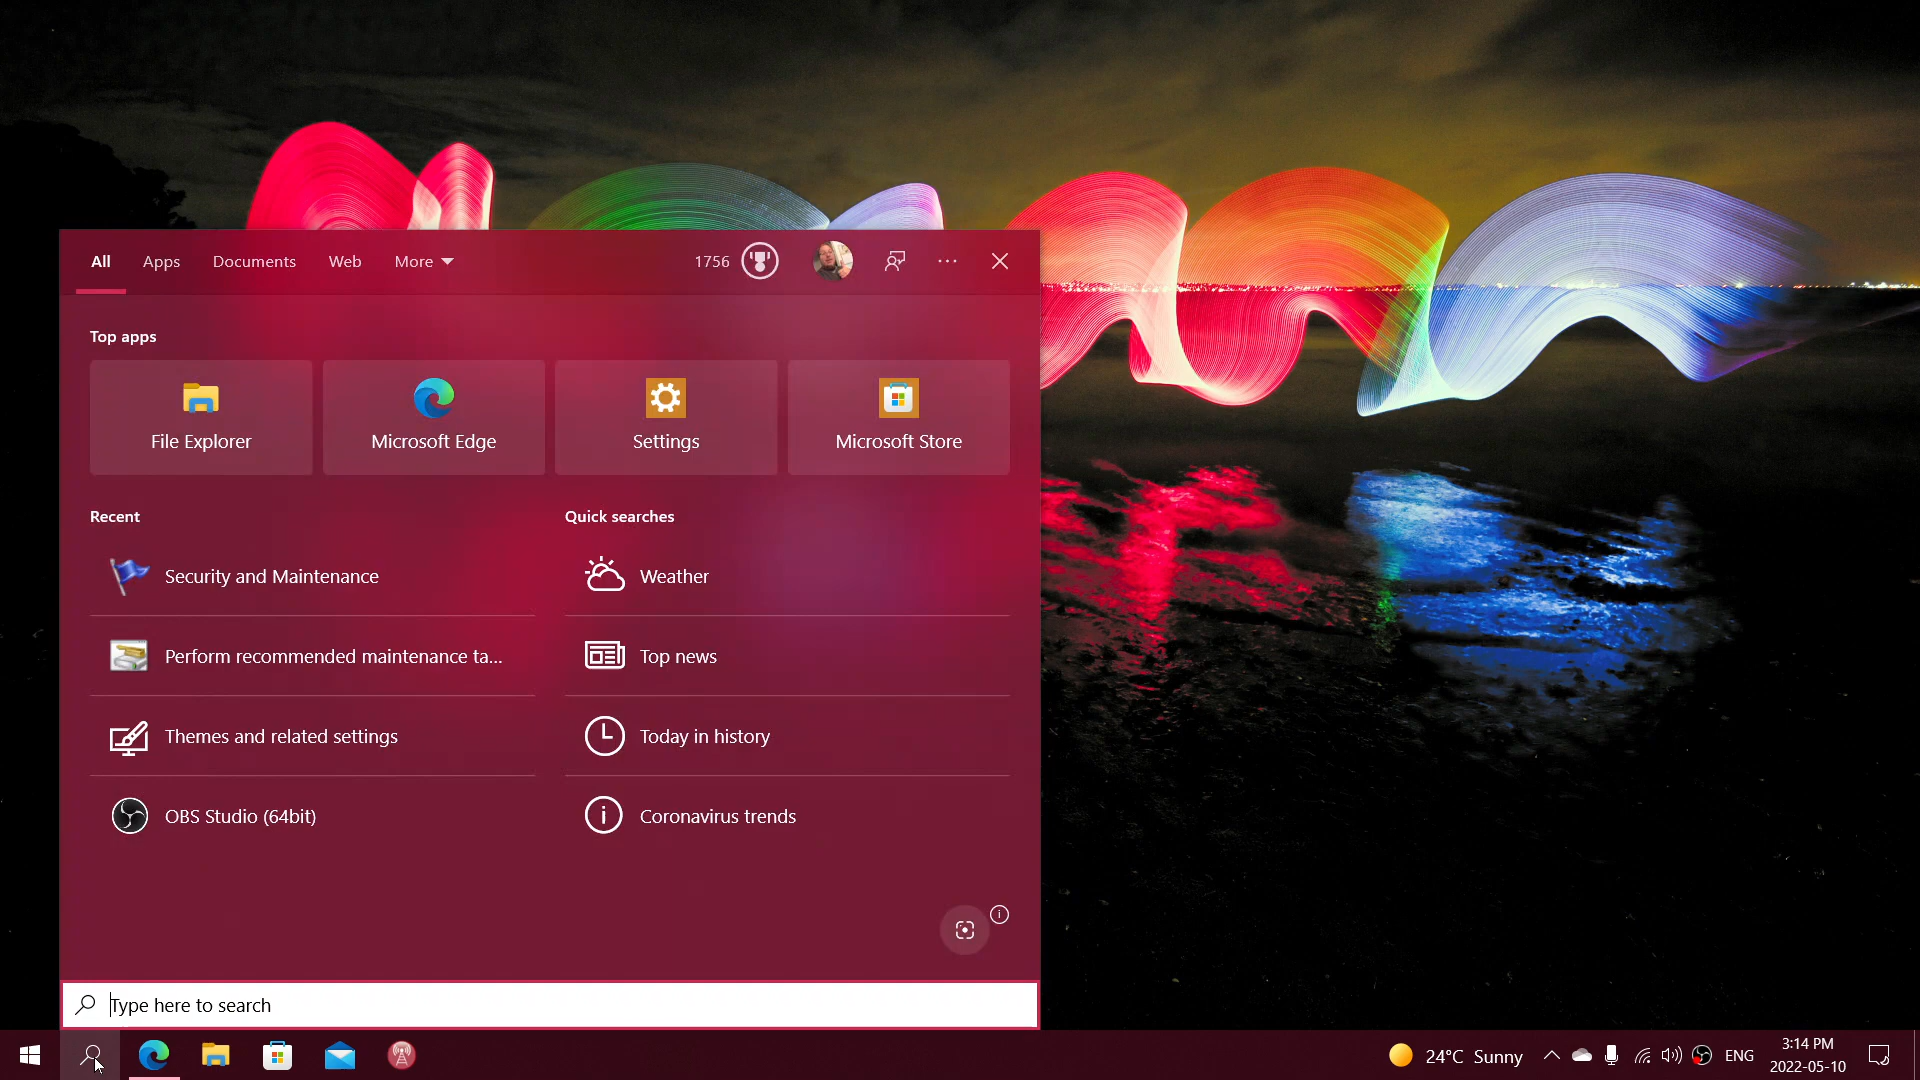 All Apps Documents Web More 1756
Top apps
File Explorer Microsoft Edge Settings Microsoft Store
Recent Quick searches
Security and Maintenance Weather
Perform recommended maintenance ta... Top news
Themes and related settings Today in history
OBS Studio (64bit) Coronavirus trends
Type here to search
24°C Sunny ENG 3:14 PM
2022-05-10